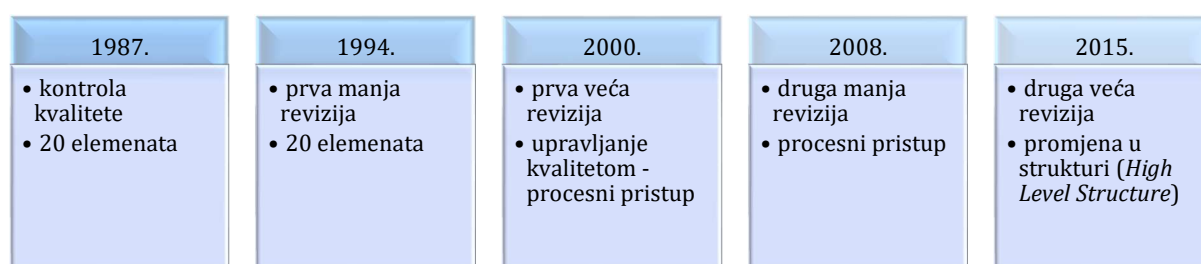 1987.
• kontrola
kvalitete
• 20 elemenata
1994.
• prva manja
revizija
• 20 elemenata
2000.
• prva veća
revizija
• upravljanje
kvalitetom -
procesni pristup
2008.
• druga manja
revizija
• procesni pristup
2015.
• druga veća
revizija
• promjena u
strukturi (High
Level Structure)